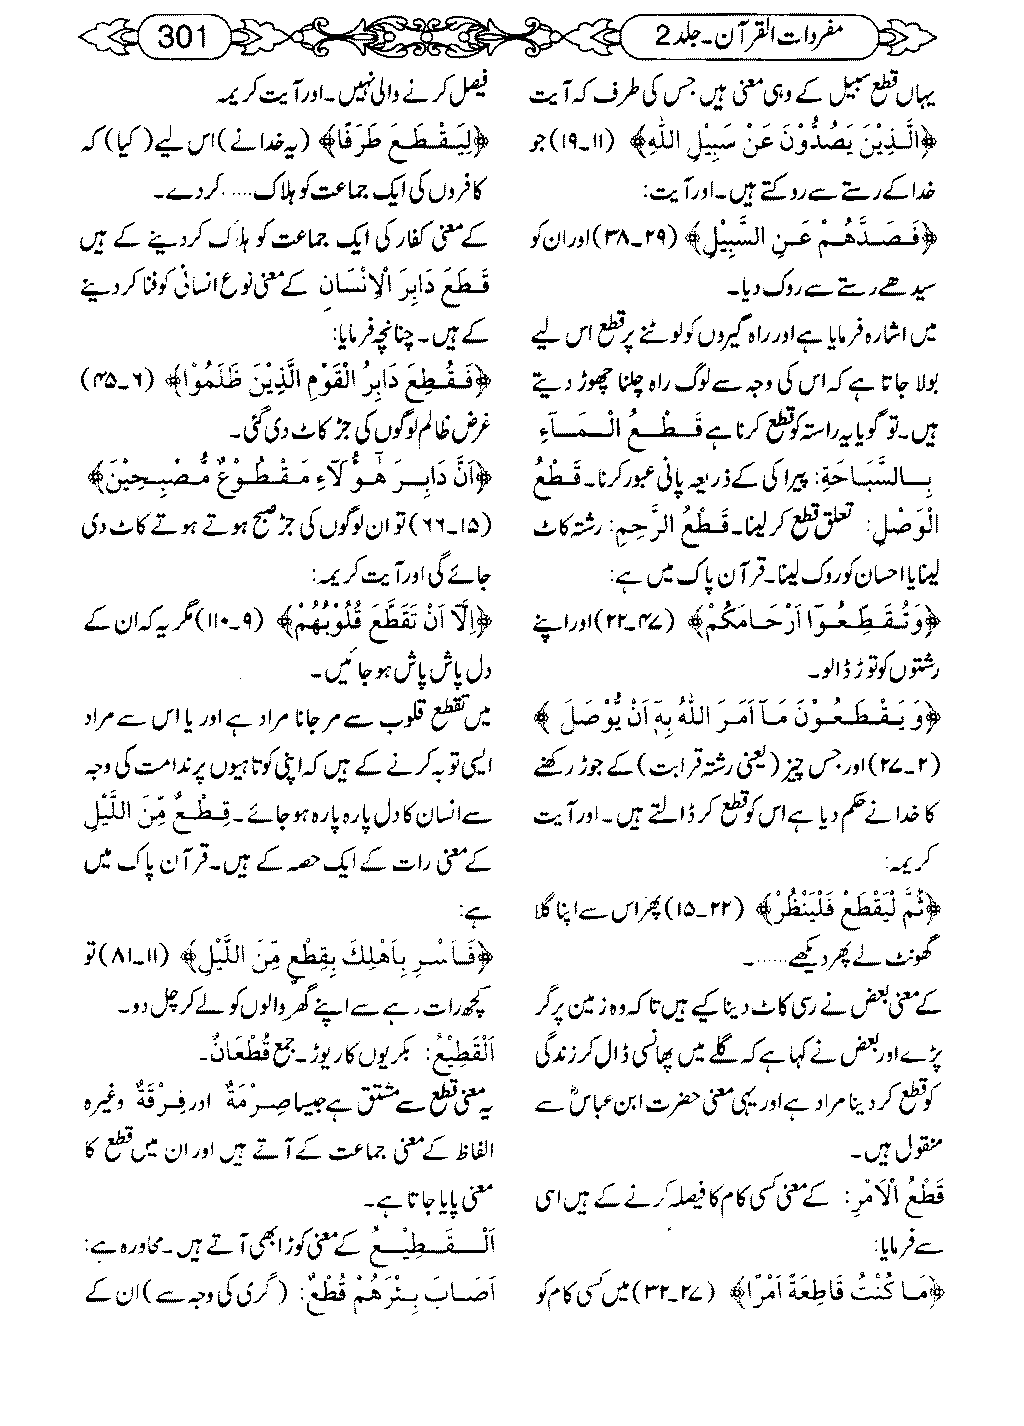 مفردات القرآن۔جلد 2
301
یہاں قطع سبیل کے وہی معنی ہیں جس کی طرف کہ آیت
﴿الَّذِیْنَ یَصُدُّوْنَ عَنْ سَبِیْلِ اللّٰهِ﴾ (۱۱۔۱۹) جو
خدا کے رستے سے روکتے ہیں۔اور آیت:
﴿فَصَدَّهُمْ عَنِ السَّبِیْلِ﴾ (۲۹۔۳۸) اور ان کو
سیدھے رستے سے روک دیا۔
میں اشارہ فرمایا ہے اور راہ گیروں کو لوٹنے پر قطع اس لیے
بولا جاتا ہے کہ اس کی وجہ سے لوگ راہ چلنا چھوڑ دیتے
ہیں۔تو گویا یہ راستہ کو قطع کرنا ہے قَطْعُ الْمَآءِ
بِالسَّبَاحَةِ: پیراکی کے ذریعہ پانی عبور کرنا۔قَطْعُ
الْوَصْلِ: تعلق قطع کر لینا۔قَطْعُ الرَّحِمِ: رشتہ کاٹ
لینا یا احسان کو روک لینا۔قرآن پاک میں ہے:
﴿وَتُقَطِّعُوْٓا اَرْحَامَكُمْ﴾ (۴۷۔۲۲) اور اپنے
رشتوں کو توڑ ڈالو۔
﴿وَیَقْطَعُوْنَ مَآ اَمَرَ اللّٰهُ بِهٖٓ اَنْ یُّوْصَلَ﴾
(۲۔۲۷) اور جس چیز (یعنی رشتہ قرابت) کے جوڑ رکھنے
کا خدا نے حکم دیا ہے اس کو قطع کر ڈالتے ہیں۔اور آیت
کریمہ:
﴿ثُمَّ لْیَقْطَعْ فَلْیَنْظُرْ﴾ (۲۲۔۱۵) پھر اس سے اپنا گلا
گھونٹ لے پھر دیکھے......۔
کے معنی بعض نے رسی کاٹ دینا کیے ہیں تاکہ وہ زمین پر گر
پڑے اور بعض نے کہا ہے کہ گلے میں پھانسی ڈال کر زندگی
کو قطع کر دینا مراد ہے اور یہی معنی حضرت ابن عباسؓ سے
منقول ہیں۔
قَطْعُ الْاَمْرِ: کے معنی کسی کام کا فیصلہ کرنے کے ہیں اسی
سے فرمایا:
﴿مَا كُنْتُ قَاطِعَةً اَمْرًا﴾ (۲۷۔۳۲) میں کسی کام کو
فیصل کرنے والی نہیں۔اور آیت کریمہ
﴿لِیَقْطَعَ طَرَفًا﴾ (یہ خدا نے) اس لیے (کیا) کہ
کافروں کی ایک جماعت کو ہلاک.... کردے۔
کے معنی کفار کی ایک جماعت کو ہلاک کر دینے کے ہیں
قَطَعَ دَابِرَ الْاِنْسَانِ کے معنی نوع انسانی کو فنا کر دینے
کے ہیں۔چنانچہ فرمایا:
﴿فَقُطِعَ دَابِرُ الْقَوْمِ الَّذِیْنَ ظَلَمُوْا﴾ (۶۔۴۵)
غرض ظالم لوگوں کی جڑ کاٹ دی گئی۔
﴿اَنَّ دَابِرَ هٰٓؤُلَآءِ مَقْطُوْعٌ مُّصْبِحِیْنَ﴾
(۱۵۔۶۶) تو ان لوگوں کی جڑ صبح ہوتے ہوتے کاٹ دی
جائے گی اور آیت کریمہ:
﴿اِلَّآ اَنْ تَقَطَّعَ قُلُوْبُهُمْ﴾ (۹۔۱۱۰) مگر یہ کہ ان کے
دل پاش پاش ہو جائیں۔
میں تقطع قلوب سے مر جانا مراد ہے اور یا اس سے مراد
ایسی توبہ کرنے کے ہیں کہ اپنی کوتاہیوں پر ندامت کی وجہ
سے انسان کا دل پارہ پارہ ہو جائے۔قِطْعٌ مِّنَ اللَّیْلِ
کے معنی رات کے ایک حصہ کے ہیں۔قرآن پاک میں
ہے:
﴿فَاَسْرِ بِاَهْلِكَ بِقِطْعٍ مِّنَ اللَّیْلِ﴾ (۱۱۔۸۱) تو
کچھ رات رہے سے اپنے گھر والوں کو لے کر چل دو۔
اَلْقَطِیْعُ: بکریوں کا ریوڑ۔جمع قُطْعَانٌ۔
یہ معنی قطع سے مشتق ہے جیسا صِرْمَةٌ اور فِرْقَةٌ وغیرہ
الفاظ کے معنی جماعت کے آتے ہیں اور ان میں قطع کا
معنی پایا جاتا ہے۔
اَلْقَطِیْعُ کے معنی کوڑا بھی آتے ہیں۔محاورہ ہے:
اَصَابَ بِئْرَهُمْ قُطْعٌ: (گرمی کی وجہ سے) ان کے